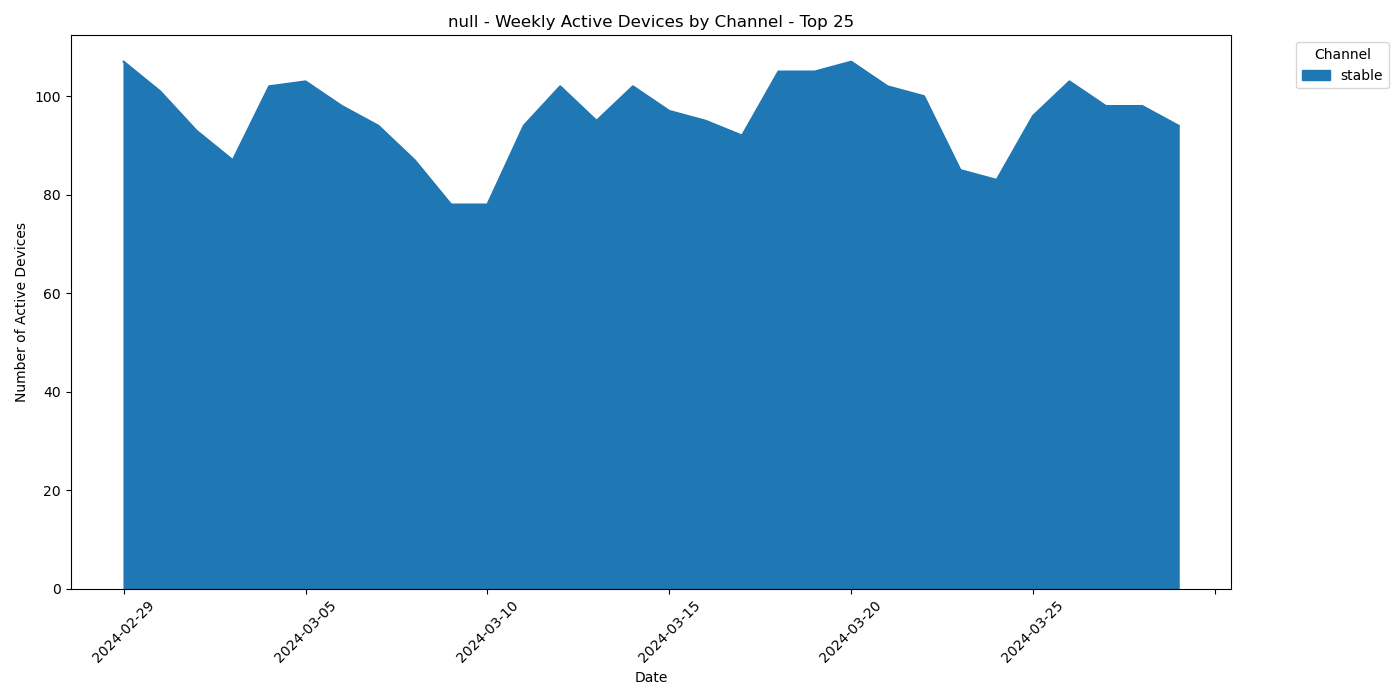 null - Weekly Active Devices by Channel - Top 25
Channel
stable
Number of Active Devices
100
80
60
40
20
0
2024-02-29
2024-03-05
2024-03-10
2024-03-15
2024-03-20
2024-03-25
Date